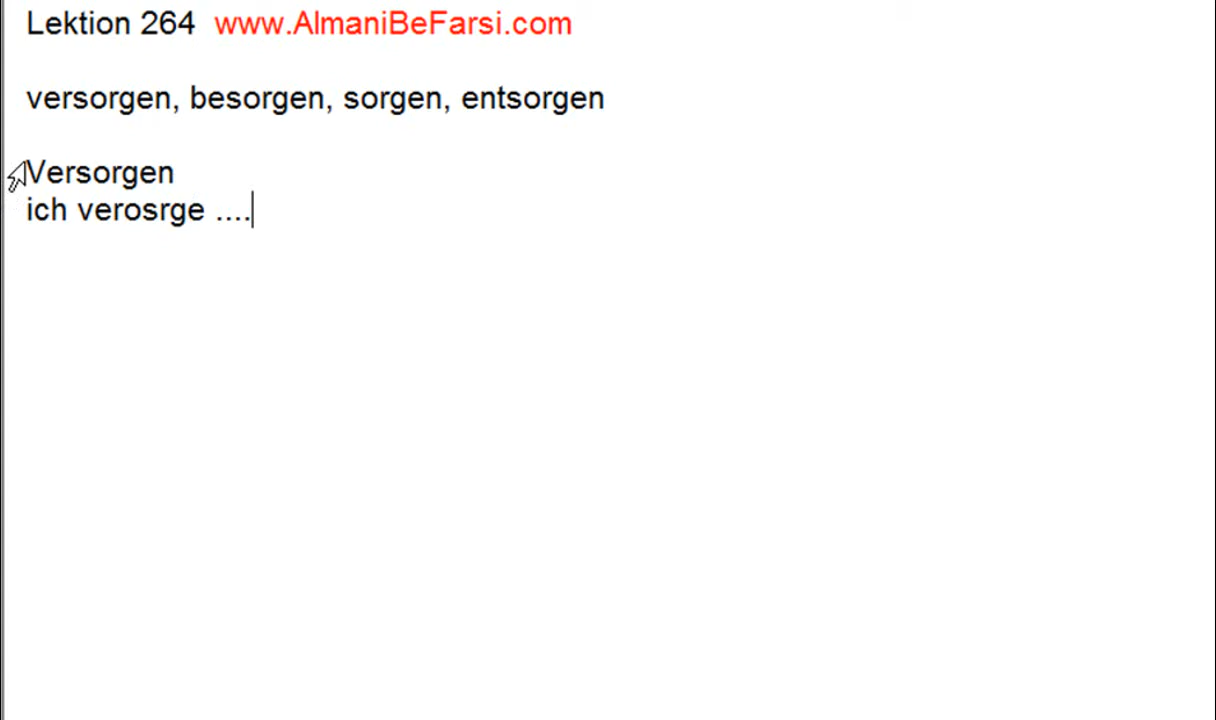 Lektion 264 www.AlmaniBeFarsi.com
versorgen, besorgen, sorgen, entsorgen
Versorgen
ich verosrge ....